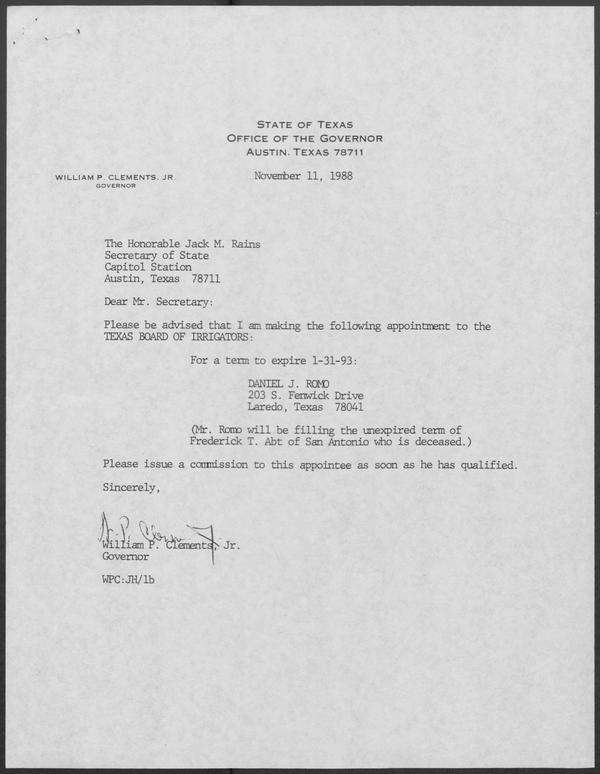 STATE OF TEXAS
OFFICE OF THE GOVERNOR
AUSTIN, TEXAS 78711
WILLIAM P. CLEMENTS, JR.
GOVERNOR
November 11, 1988
The Honorable Jack M. Rains
Secretary of State
Capitol Station
Austin, Texas 78711
Dear Mr. Secretary:
Please be advised that I am making the following appointment to the
TEXAS BOARD OF IRRIGATORS:
For a term to expire 1-31-93:
DANIEL J. ROMO
203 S. Fenwick Drive
Laredo, Texas 78041
(Mr. Romo will be filling the unexpired term of
Frederick T. Abt of San Antonio who is deceased.)
Please issue a commission to this appointee as soon as he has qualified.
Sincerely,
William P. Clements, Jr.
Governor
WPC:JH/lb